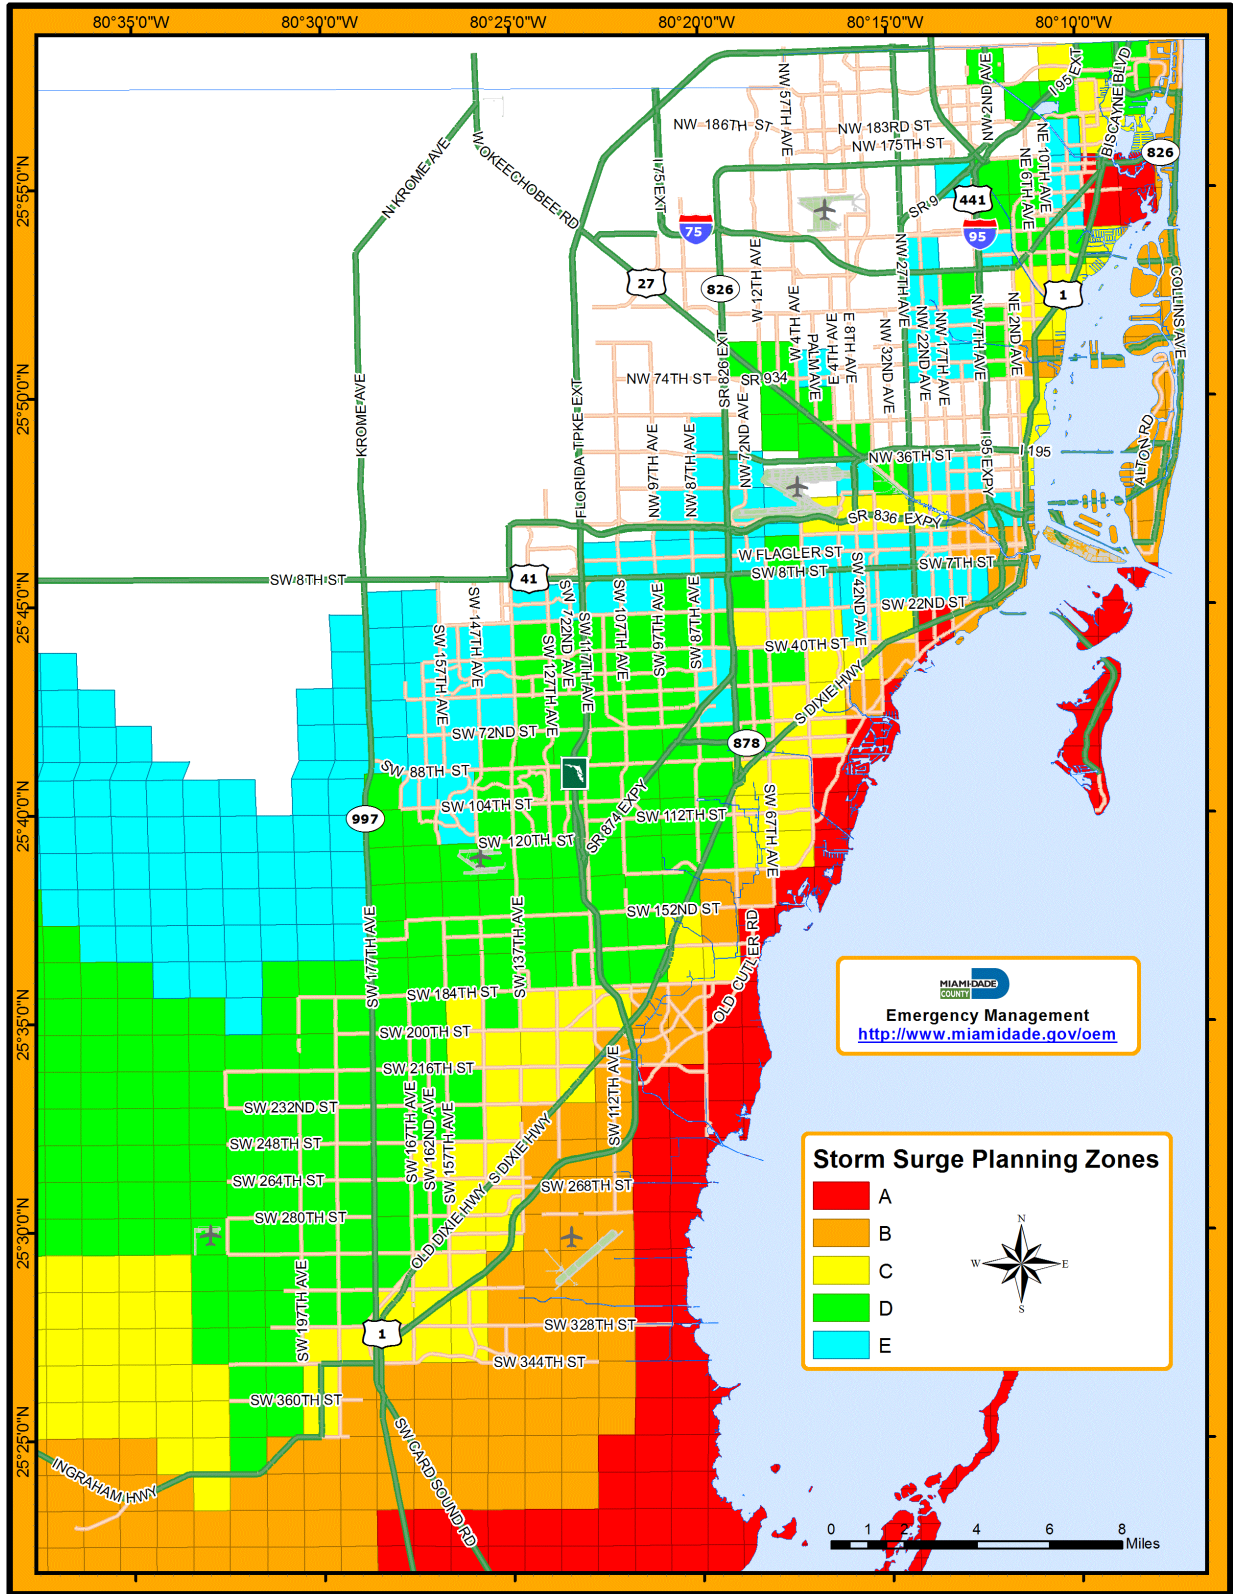 80°35'0"W
80°30'0"W
80°25'0"W
80°20'0"W
80°15'0"W
80°10'0"W
25°55'0"N
25°50'0"N
25°45'0"N
25°40'0"N
25°35'0"N
25°30'0"N
25°25'0"N
N KROME AVE
W OKEECHOBEE RD
I 75 EXT
NW 57TH AVE
NW 186TH ST
NW 183RD ST
NW 175TH ST
NW 2ND AVE
I 95 EXT
BISCAYNE BLVD
NE 10TH AVE
NE 6TH AVE
826
441
SR 9
75
95
27
826
1
W 12TH AVE
NW 27TH AVE
COLLINS AVE
W 4TH AVE
PALM AVE
E 4TH AVE
E 8TH AVE
NW 32ND AVE
NW 22ND AVE
NW 17TH AVE
NW 7TH AVE
NE 2ND AVE
SR 826 EXT
KROME AVE
FLORIDA TPKE EXT
NW 74TH ST
SR 934
NW 97TH AVE
NW 87TH AVE
NW 72ND AVE
NW 36TH ST
I 195
I 95 EXPY
ALTON RD
SR 836 EXPY
W FLAGLER ST
SW 8TH ST
41
SW 8TH ST
SW 7TH ST
SW 42ND AVE
SW 22ND ST
SW 147TH AVE
SW 157TH AVE
SW 127TH AVE
SW 722ND AVE
SW 117TH AVE
SW 107TH AVE
SW 97TH AVE
SW 87TH AVE
SW 40TH ST
S DIXIE HWY
SW 72ND ST
878
SW 88TH ST
SW 104TH ST
SR 874 EXPY
SW 112TH ST
SW 67TH AVE
997
SW 120TH ST
SW 152ND ST
SW 177TH AVE
SW 137TH AVE
OLD CUTLER RD
SW 184TH ST
SW 200TH ST
SW 216TH ST
SW 232ND ST
SW 248TH ST
SW 264TH ST
SW 280TH ST
SW 167TH AVE
SW 162ND AVE
SW 157TH AVE
SW 112TH AVE
S DIXIE HWY
OLD DIXIE HWY
SW 268TH ST
SW 197TH AVE
1
SW 328TH ST
SW 344TH ST
SW 360TH ST
SW CARD SOUND RD
INGRAHAM HWY
MIAMI-DADE
COUNTY
Emergency Management
http://www.miamidade.gov/oem
Storm Surge Planning Zones
A
B
C
D
E
N
W
E
S
0 1 2 4 6 8
Miles